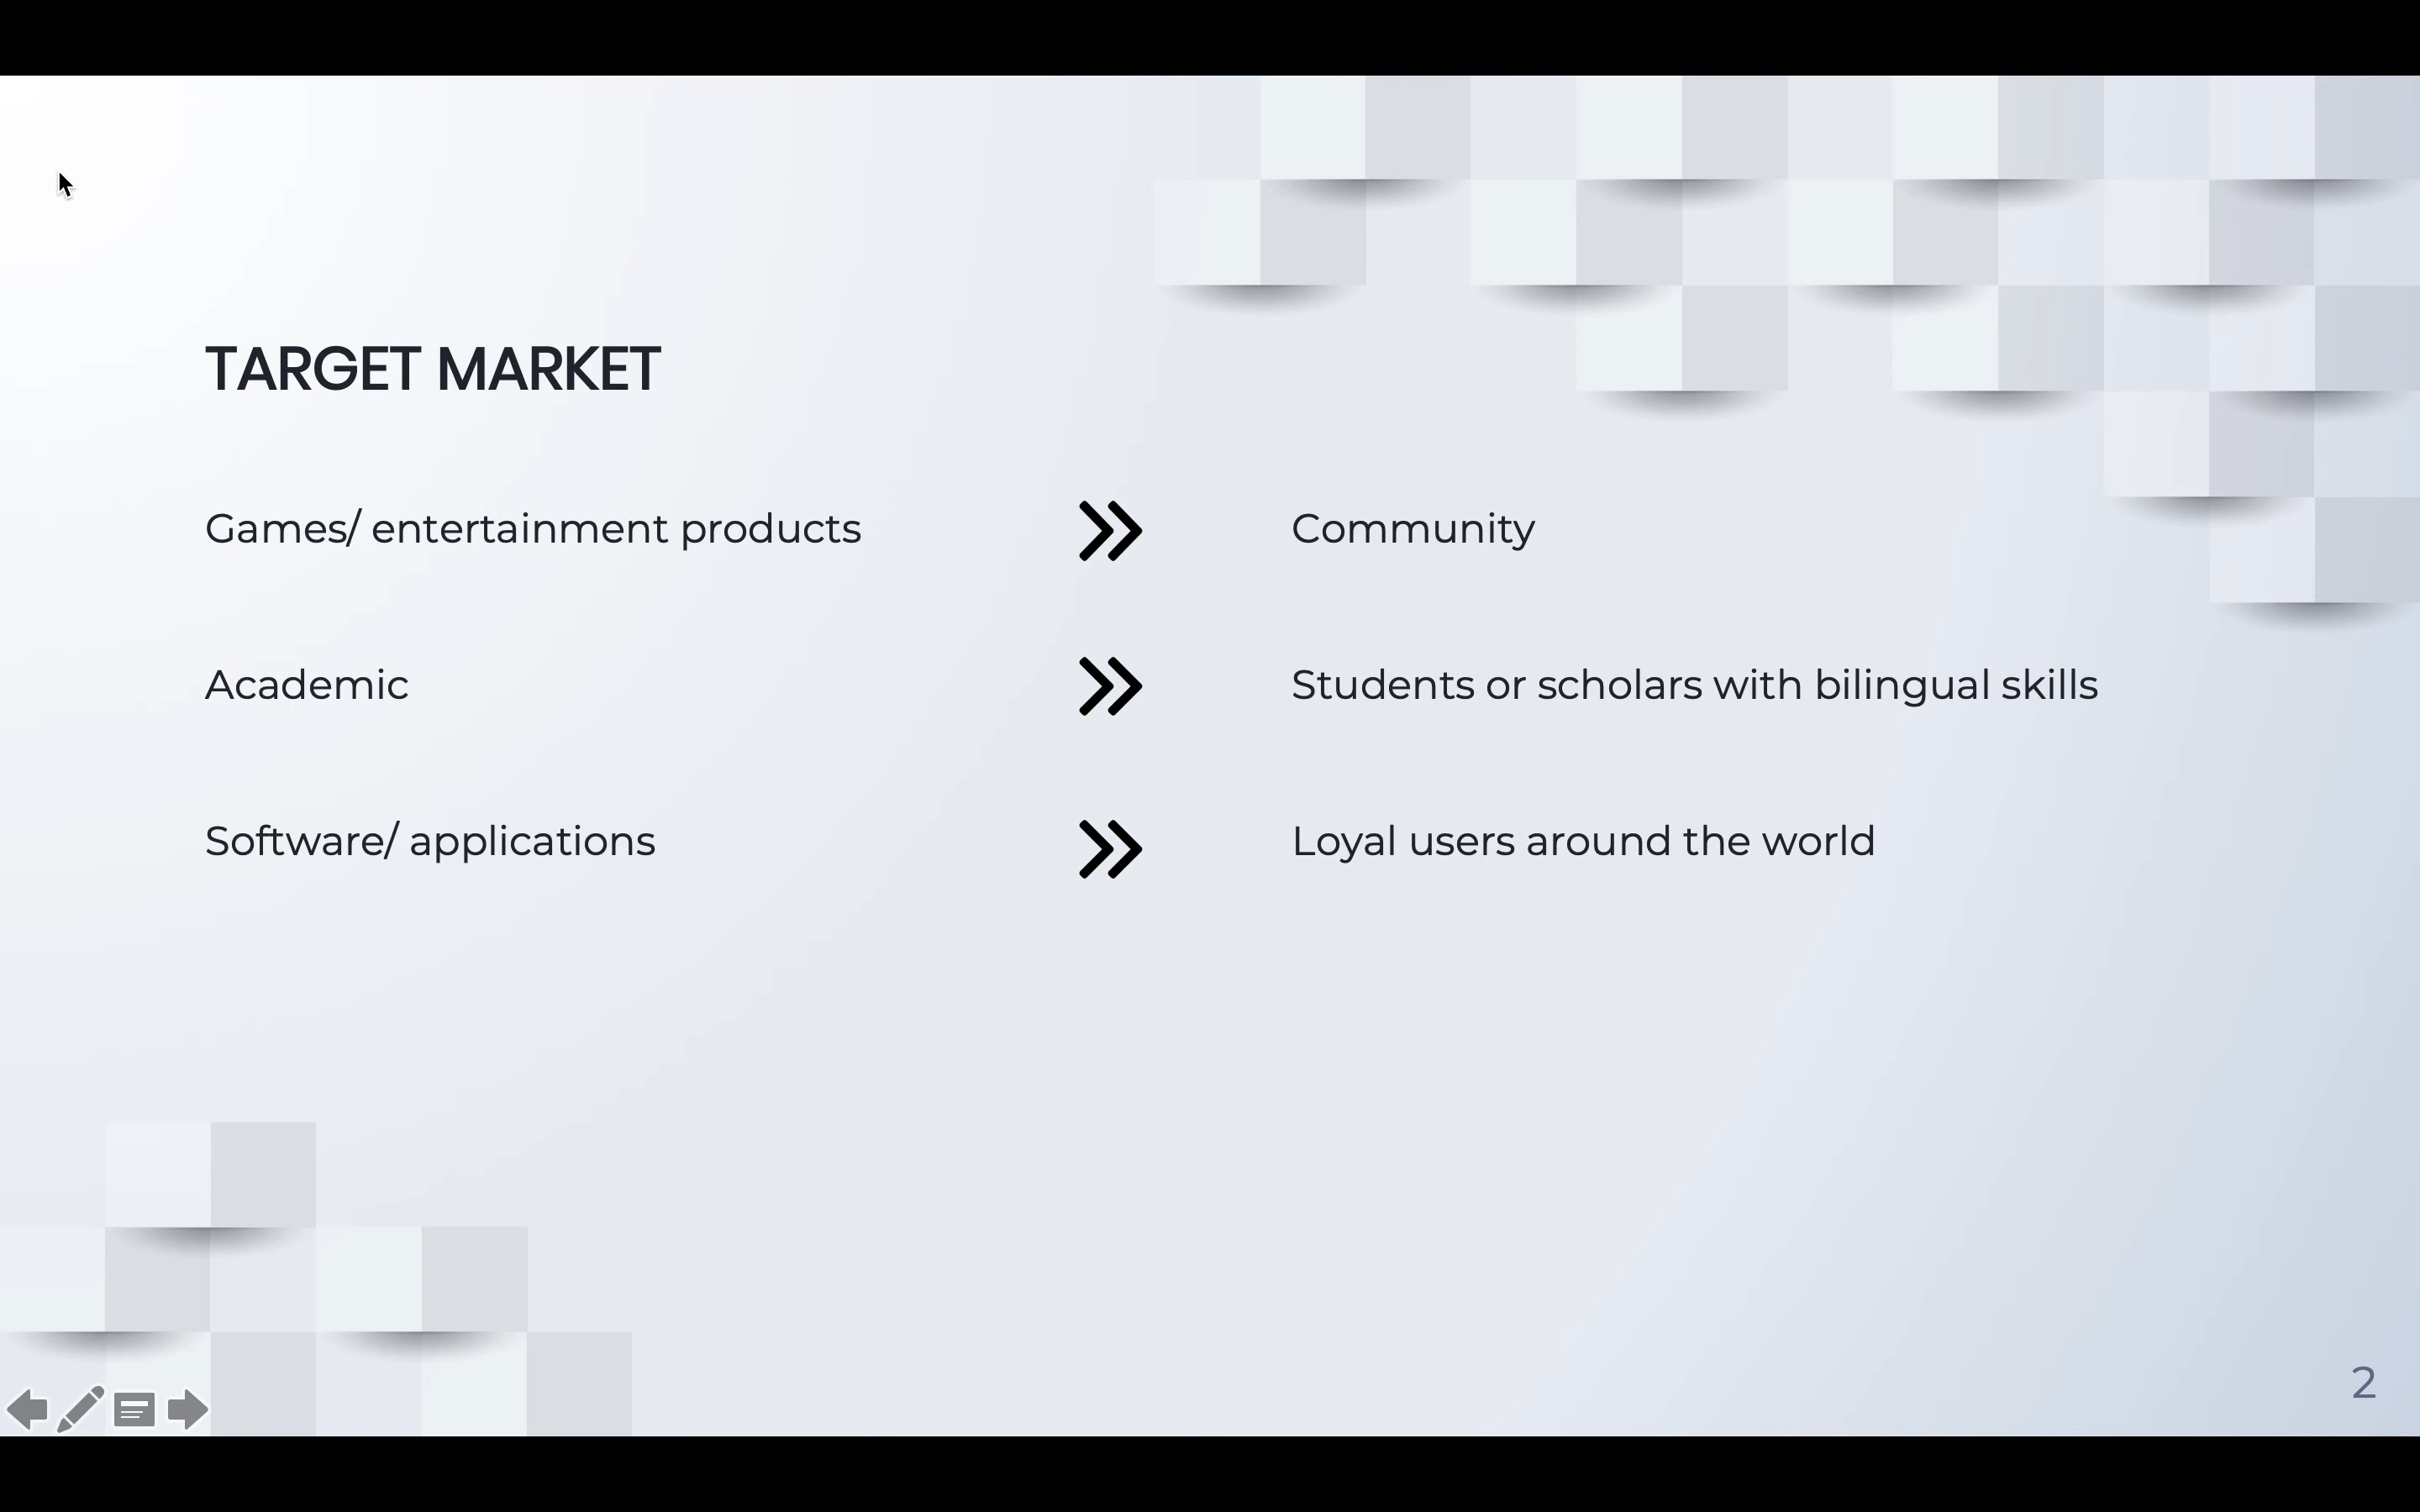 TARGET MARKET
Games/ entertainment products
Community
Academic
Students or scholars with bilingual skills
Software/ applications
Loyal users around the world
2